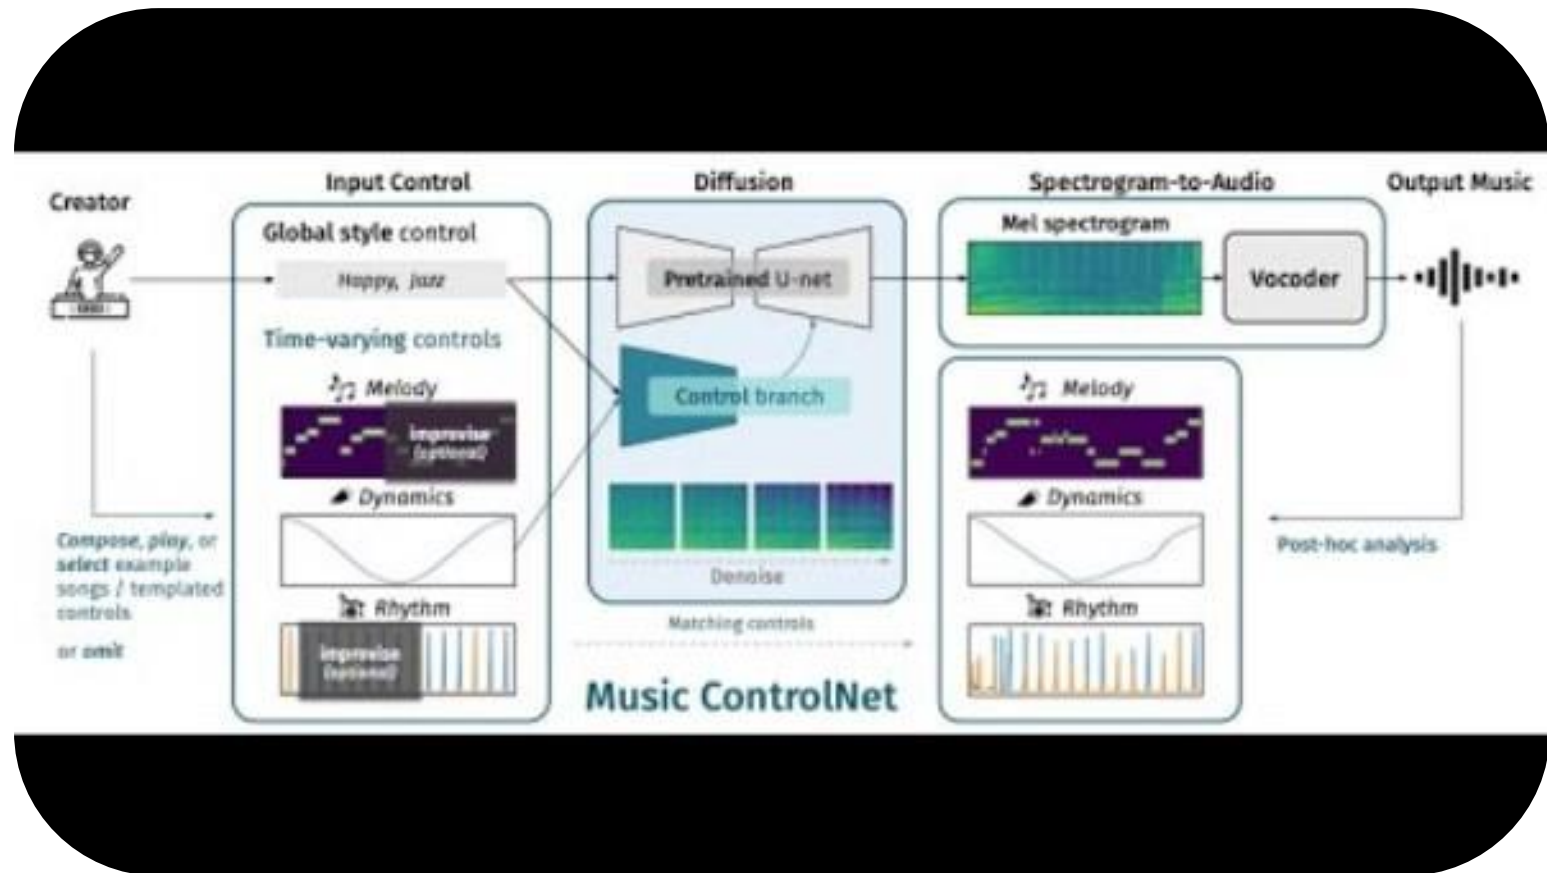 Creator
Input Control
Global style control
Happy, Jazz
Time-varying controls
Melody
improvise
(optional)
Dynamics
Rhythm
improvise
(optional)
Compose, play, or
select example
songs / templated
controls
or omit
Diffusion
Pretrained U-net
Control branch
Denoise
Matching controls
Music ControlNet
Spectrogram-to-Audio
Mel spectrogram
Vocoder
Output Music
Melody
Dynamics
Rhythm
Post-hoc analysis